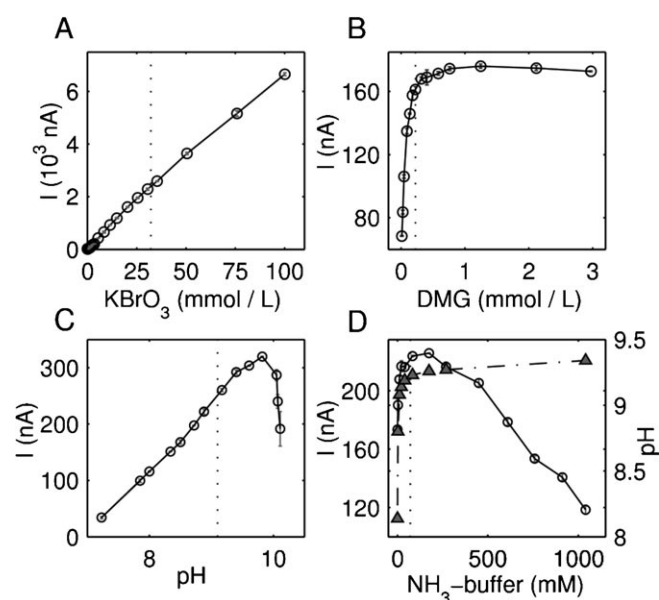 A
B
6
4
2
0
I (10³ nA)
0 25 50 75 100
KBrO₃ (mmol / L)
160
120
80
I (nA)
0 1 2 3
DMG (mmol / L)
C
D
300
200
100
0
I (nA)
8 9 10
pH
200
160
120
I (nA)
9.5
9
8.5
8
pH
0 500 1000
NH₃−buffer (mM)